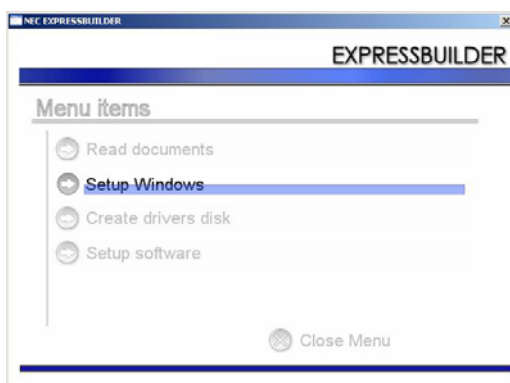 NEC EXPRESSBUILDER
EXPRESSBUILDER
Menu items
Read documents
Setup Windows
Create drivers disk
Setup software
Close Menu